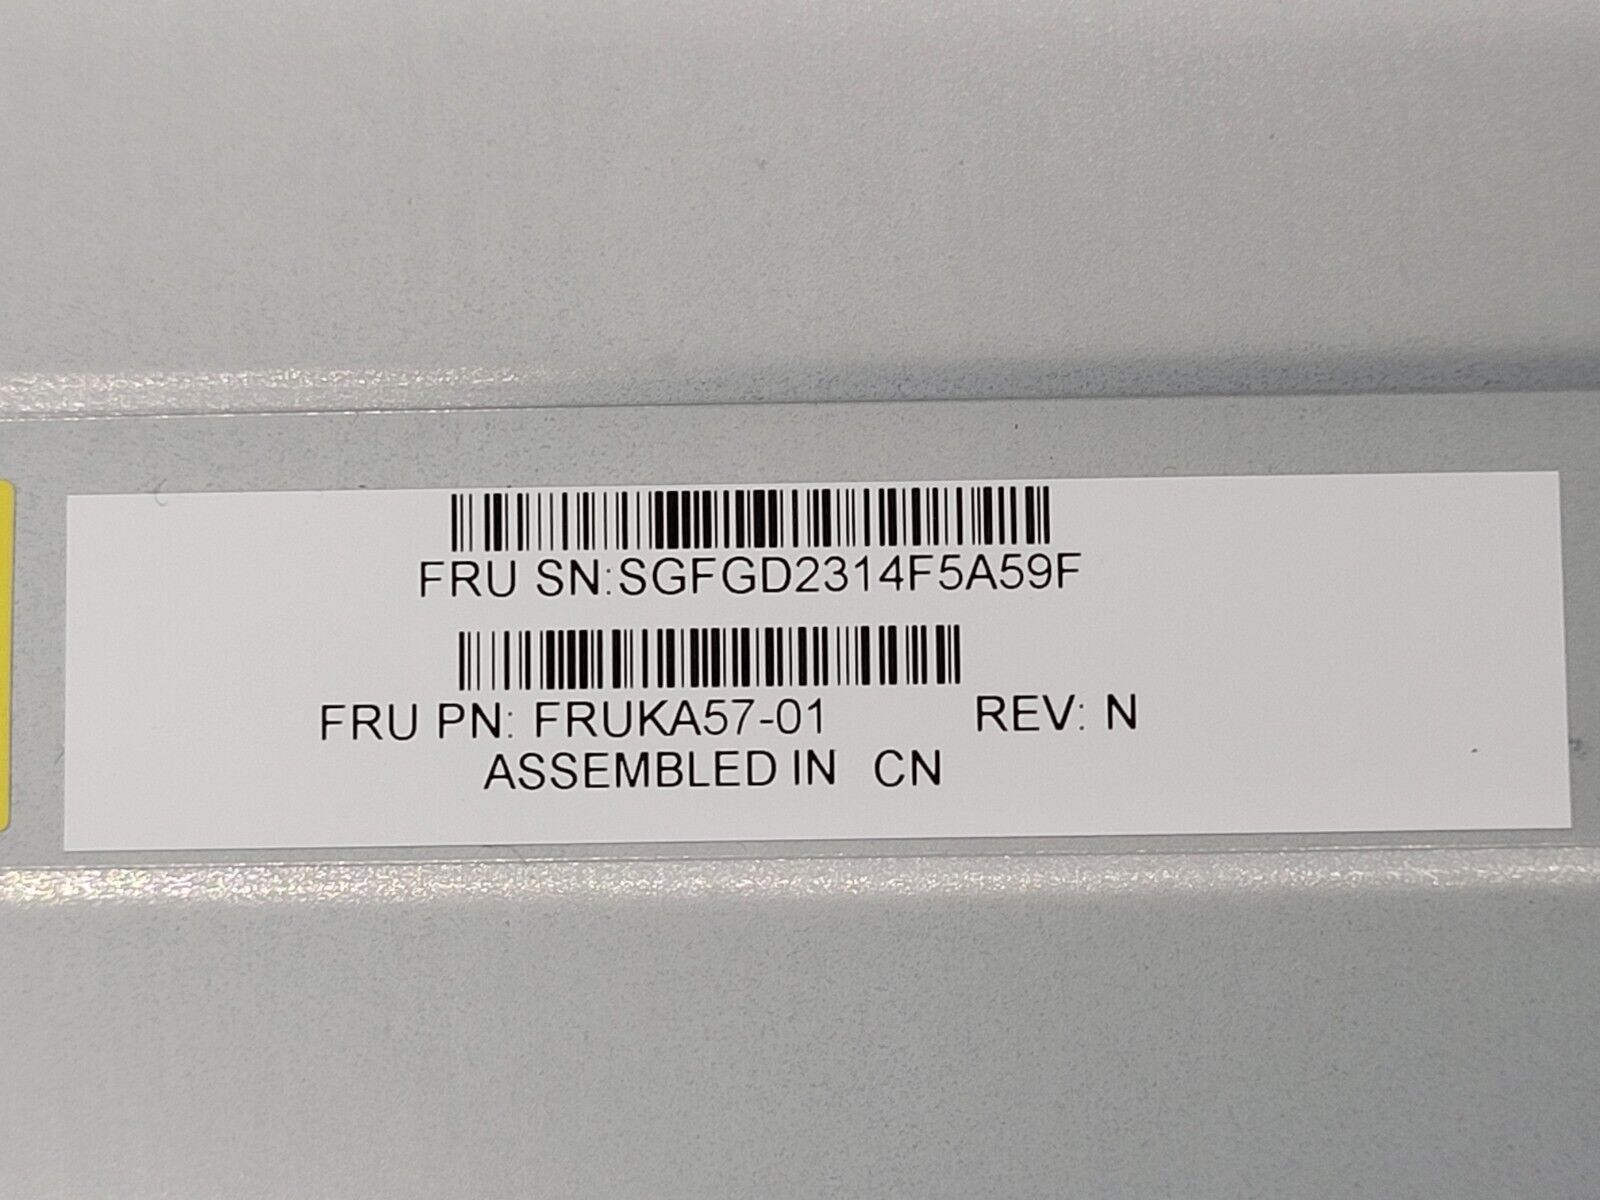 FRU SN:SGFGD2314F5A59F
FRU PN: FRUKA57-01 REV: N
ASSEMBLED IN CN